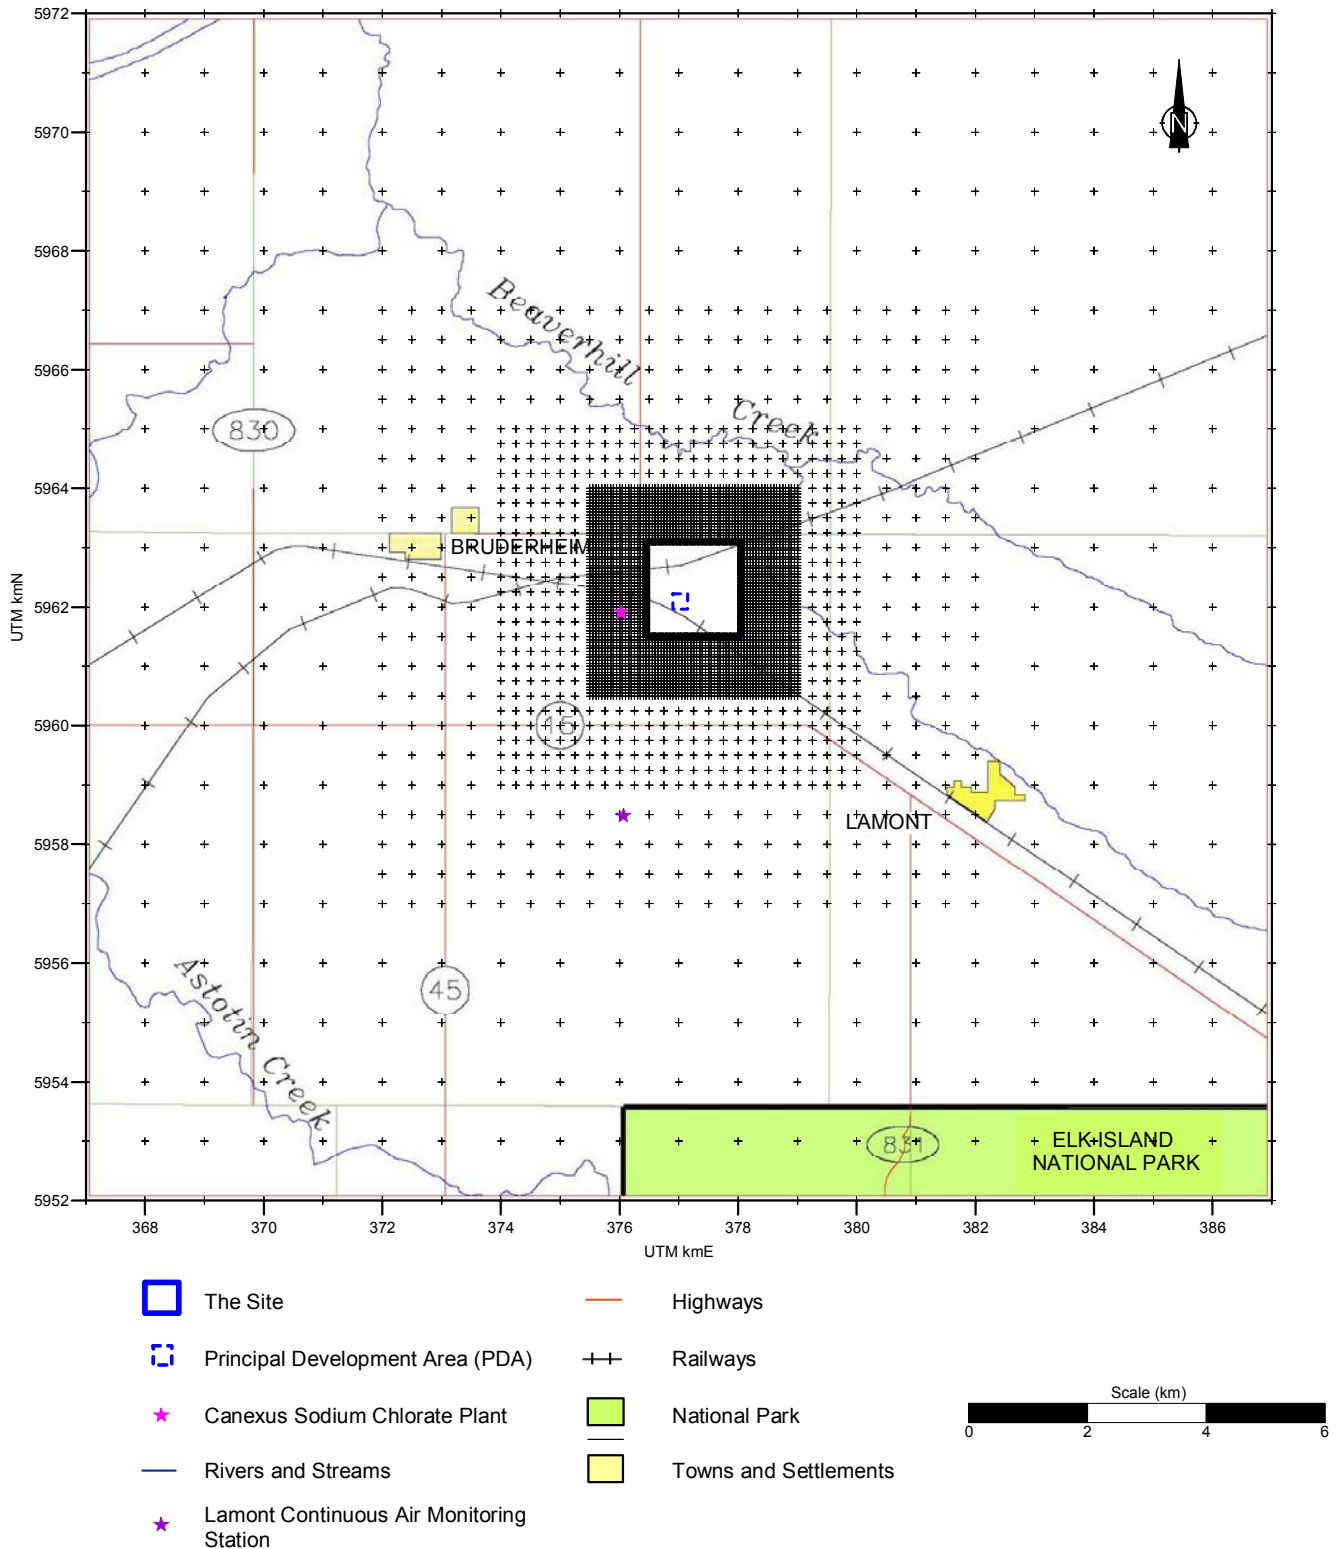 5972
5970
5968
5966
5964
5962
5960
5958
5956
5954
5952
UTM kmN
N
Beaverhill
Creek
830
BRUDERHEIM
15
LAMONT
45
Astotin Creek
831
ELK ISLAND
NATIONAL PARK
368 370 372 374 376 378 380 382 384 386
UTM kmE
The Site
Principal Development Area (PDA)
Canexus Sodium Chlorate Plant
Rivers and Streams
Lamont Continuous Air Monitoring
Station
Highways
Railways
National Park
Towns and Settlements
Scale (km)
0 2 4 6